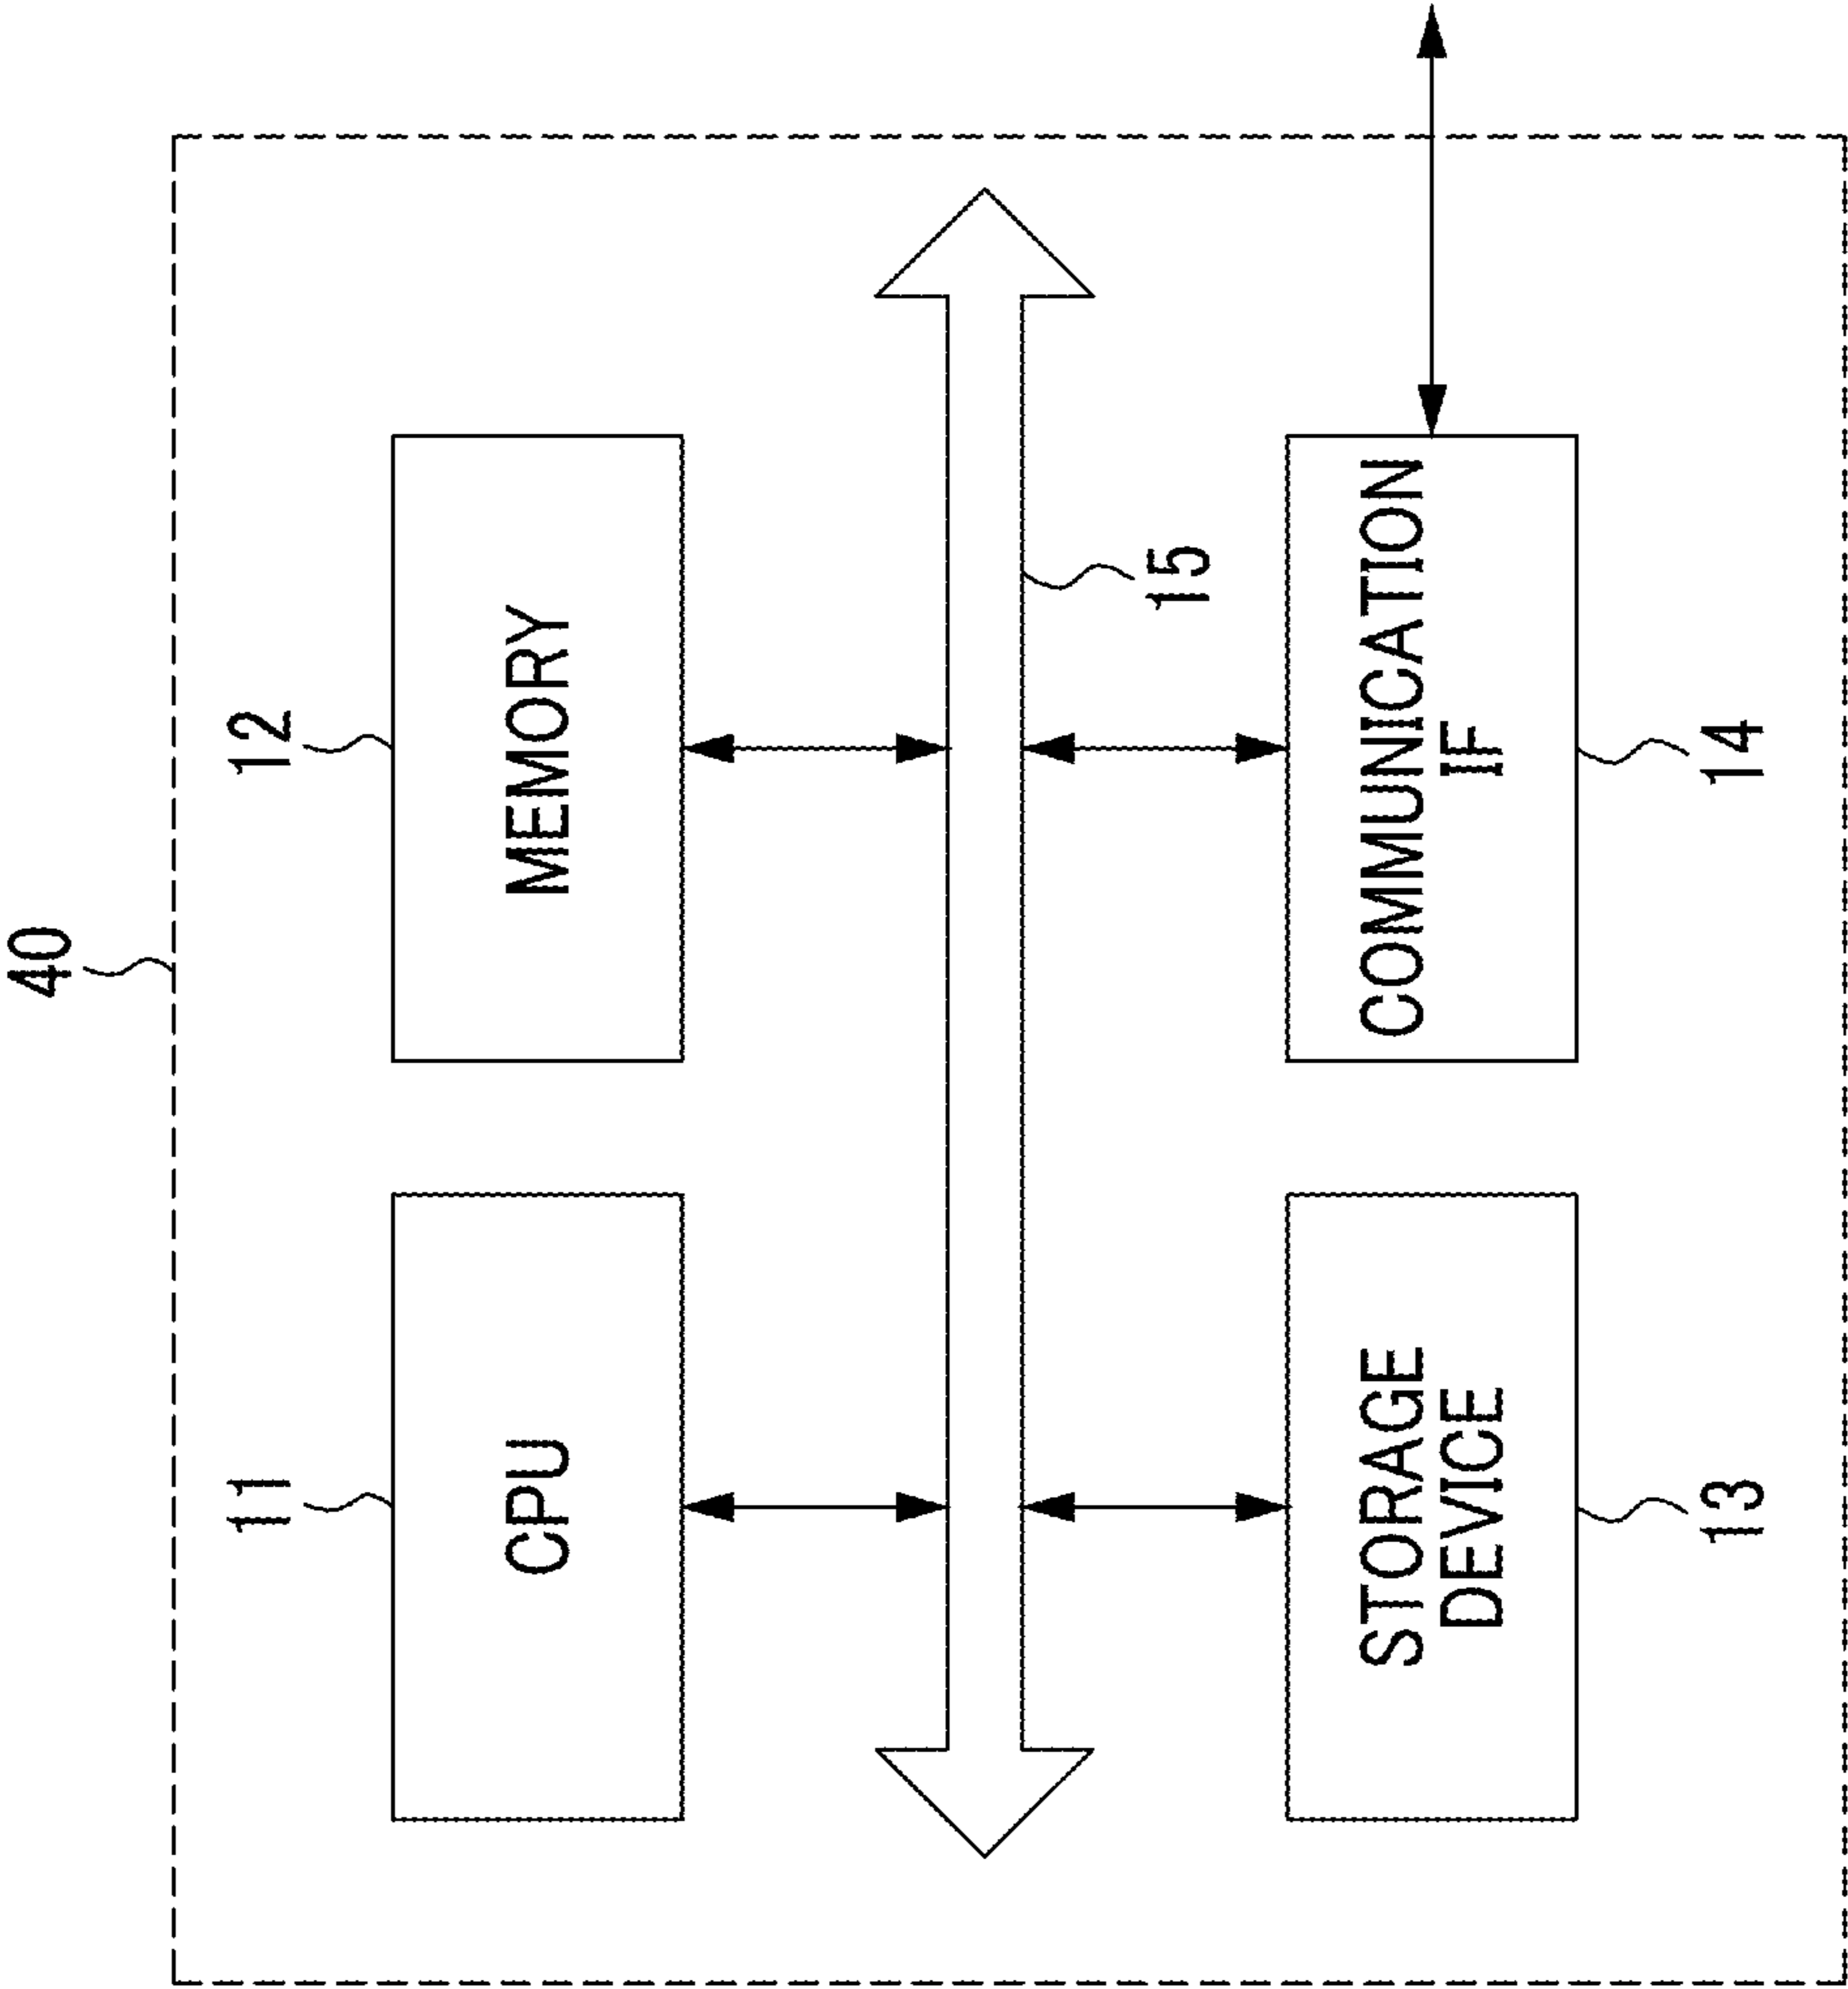 40
11
12
CPU
MEMORY
15
STORAGE
DEVICE
COMMUNICATION
IF
13
14